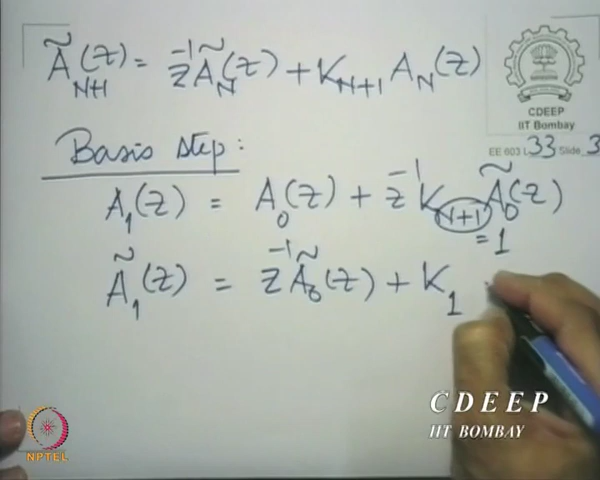 Ã_{N+1}(z) = z^{-1} Ã_N(z) + K_{N+1} A_N(z)
CDEEP
IIT Bombay
EE 603 L 33 Slide 3
Basis step:
A_1(z) = A_0(z) + z^{-1} K_{N+1} Ã_0(z)
= 1
Ã_1(z) = z^{-1} Ã_0(z) + K_1
CDEEP
IIT BOMBAY
NPTEL